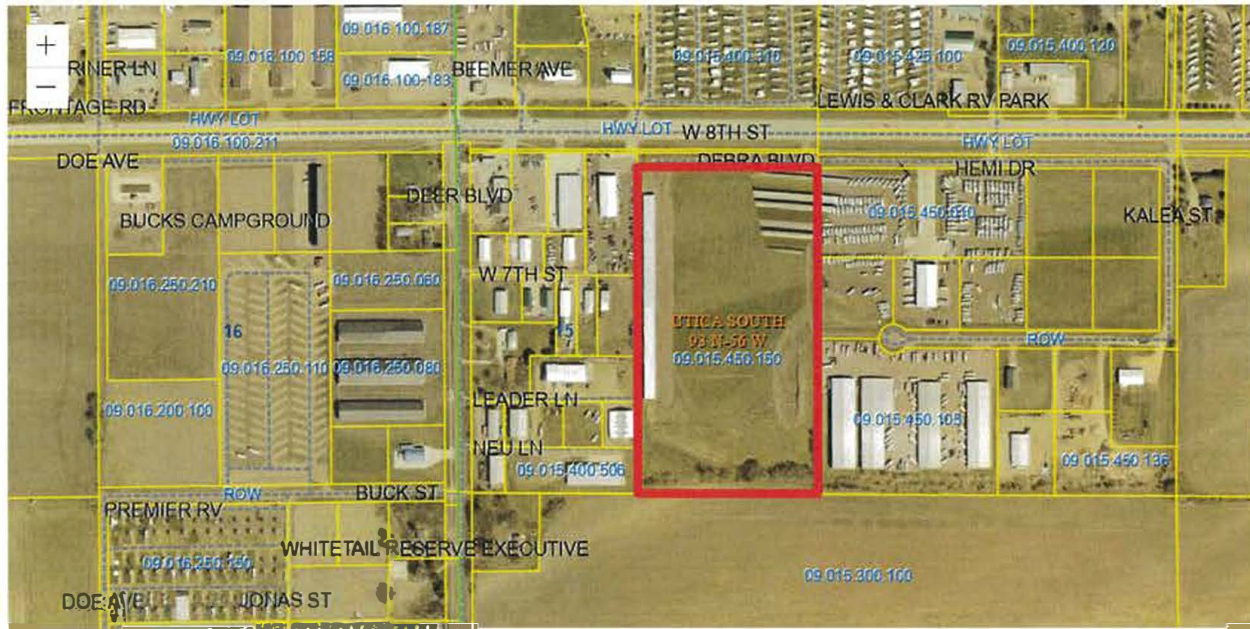 09.016.100.187
+
09.016.100.158
09.015.400.310
09.015.425.100
09.015.400.120
RINER LN
09.016.100.183
BEEMER AVE
−
FRONTAGE RD
LEWIS & CLARK RV PARK
HWY LOT
HWY LOT
W 8TH ST
HWY LOT
09.016.100.211
DOE AVE
DEBRA BLVD
HEMI DR
DEER BLVD
BUCKS CAMPGROUND
KALEA ST
W 7TH ST
09.016.250.210
09.016.250.060
16
15
UTICA SOUTH
93 N-56 W
09.015.450.150
ROW
09.016.250.110
09.016.250.080
LEADER LN
09.016.200.100
09.015.450.105
NEU LN
09.015.400.506
09.015.450.136
ROW
BUCK ST
PREMIER RV
WHITETAIL RESERVE EXECUTIVE
09.016.250.150
09.015.300.100
DOE AVE
JONAS ST